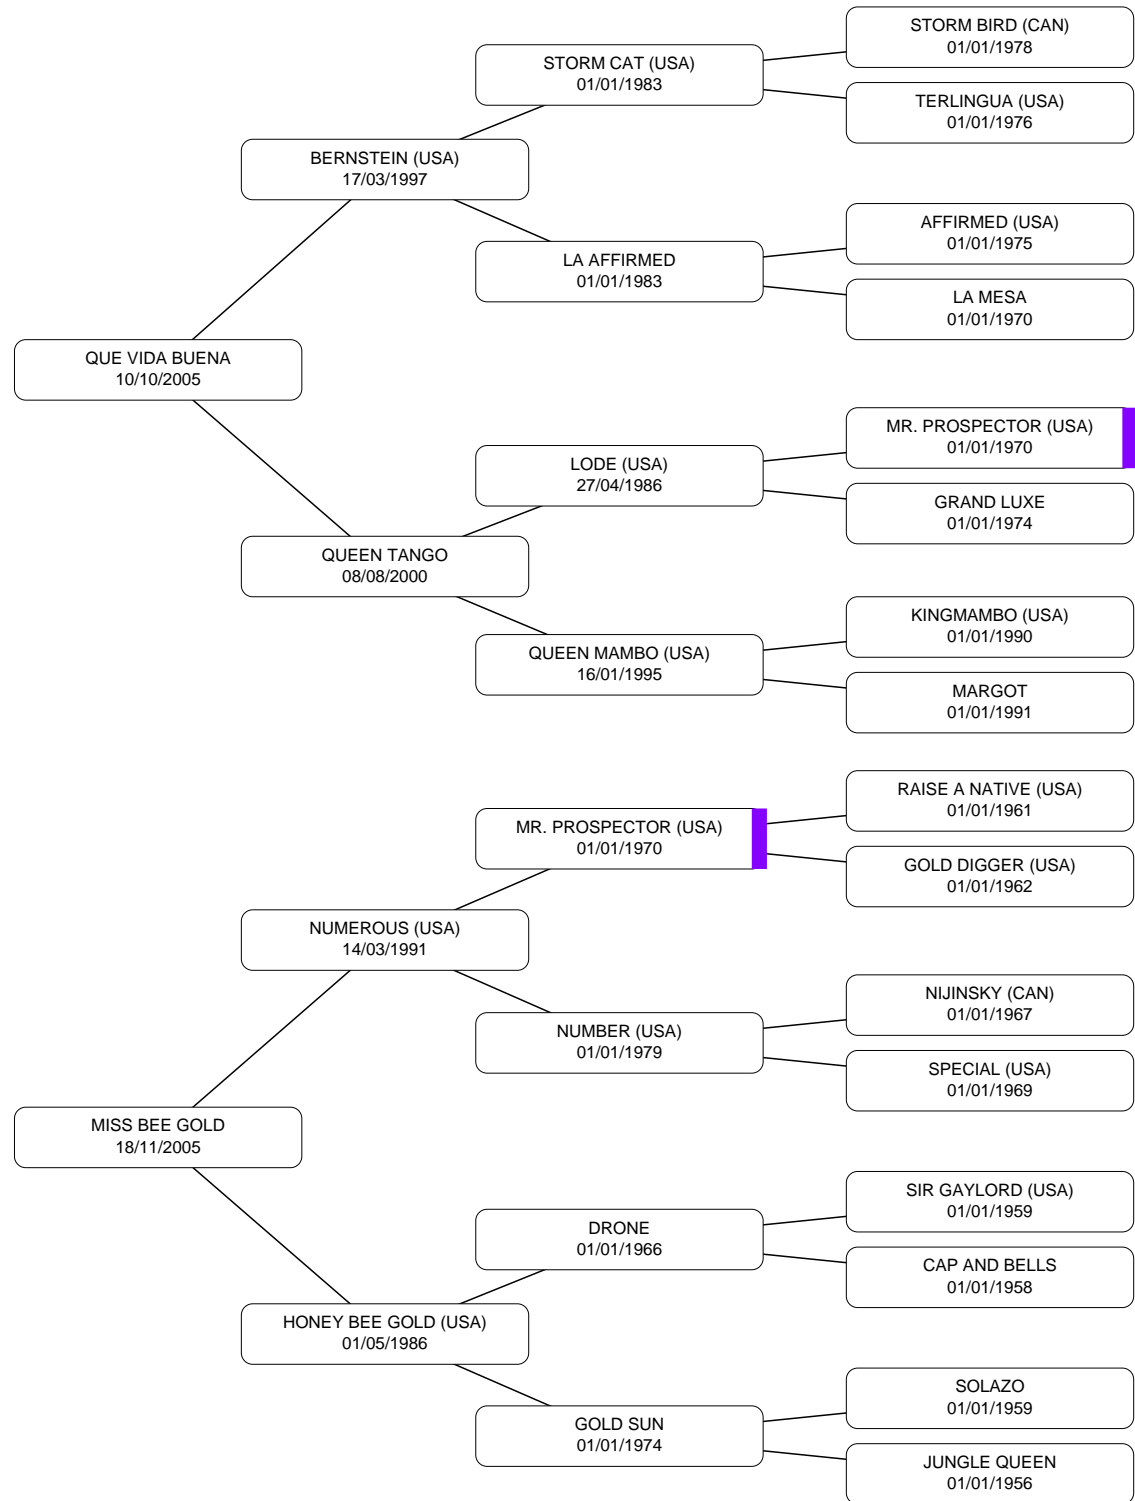 STORM BIRD (CAN)
01/01/1978
STORM CAT (USA)
01/01/1983
TERLINGUA (USA)
01/01/1976
BERNSTEIN (USA)
17/03/1997
AFFIRMED (USA)
01/01/1975
LA AFFIRMED
01/01/1983
LA MESA
01/01/1970
QUE VIDA BUENA
10/10/2005
MR. PROSPECTOR (USA)
01/01/1970
LODE (USA)
27/04/1986
GRAND LUXE
01/01/1974
QUEEN TANGO
08/08/2000
KINGMAMBO (USA)
01/01/1990
QUEEN MAMBO (USA)
16/01/1995
MARGOT
01/01/1991
RAISE A NATIVE (USA)
01/01/1961
MR. PROSPECTOR (USA)
01/01/1970
GOLD DIGGER (USA)
01/01/1962
NUMEROUS (USA)
14/03/1991
NIJINSKY (CAN)
01/01/1967
NUMBER (USA)
01/01/1979
SPECIAL (USA)
01/01/1969
MISS BEE GOLD
18/11/2005
SIR GAYLORD (USA)
01/01/1959
DRONE
01/01/1966
CAP AND BELLS
01/01/1958
HONEY BEE GOLD (USA)
01/05/1986
SOLAZO
01/01/1959
GOLD SUN
01/01/1974
JUNGLE QUEEN
01/01/1956